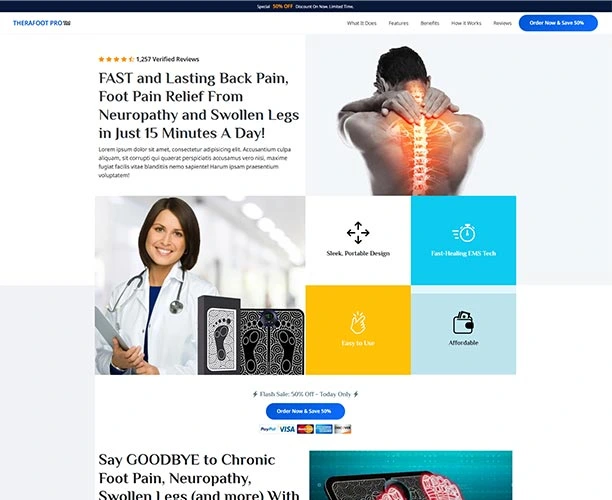 Special 50% OFF Discount On Now. Limited Time.
THERAFOOT PRO
What It Does Features Benefits How it Works Reviews Order Now & Save 50%
1,257 Verified Reviews
FAST and Lasting Back Pain,
Foot Pain Relief From
Neuropathy and Swollen Legs
in Just 15 Minutes A Day!
Lorem ipsum dolor sit amet, consectetur adipisicing elit. Accusantium culpa
aliquam, sit corrupti qui quaerat perspiciatis accusamus vero nisi, maxime
fugiat facilis vitae blanditiis nemo sapiente! Harum ipsam praesentium
voluptatem!
Sleek, Portable Design
Fast-Healing EMS Tech
Easy to Use
Affordable
Flash Sale: 50% Off - Today Only
Order Now & Save 50%
PayPal VISA MasterCard DISCOVER
Say GOODBYE to Chronic
Foot Pain, Neuropathy,
Swollen Legs (and more) With